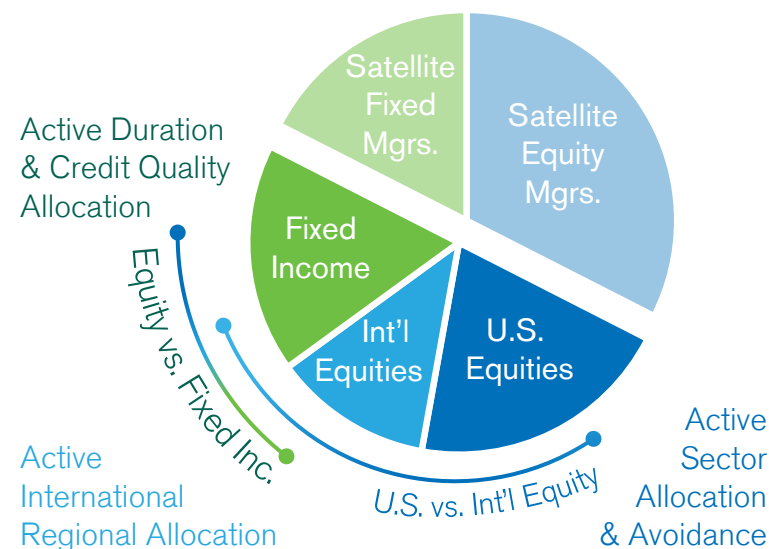 Satellite
Fixed
Mgrs.
Satellite
Equity
Mgrs.
Active Duration
& Credit Quality
Allocation
Fixed
Income
Int'l
Equities
U.S.
Equities
Equity vs. Fixed Inc.
U.S. vs. Int'l Equity
Active
International
Regional Allocation
Active
Sector
Allocation
& Avoidance